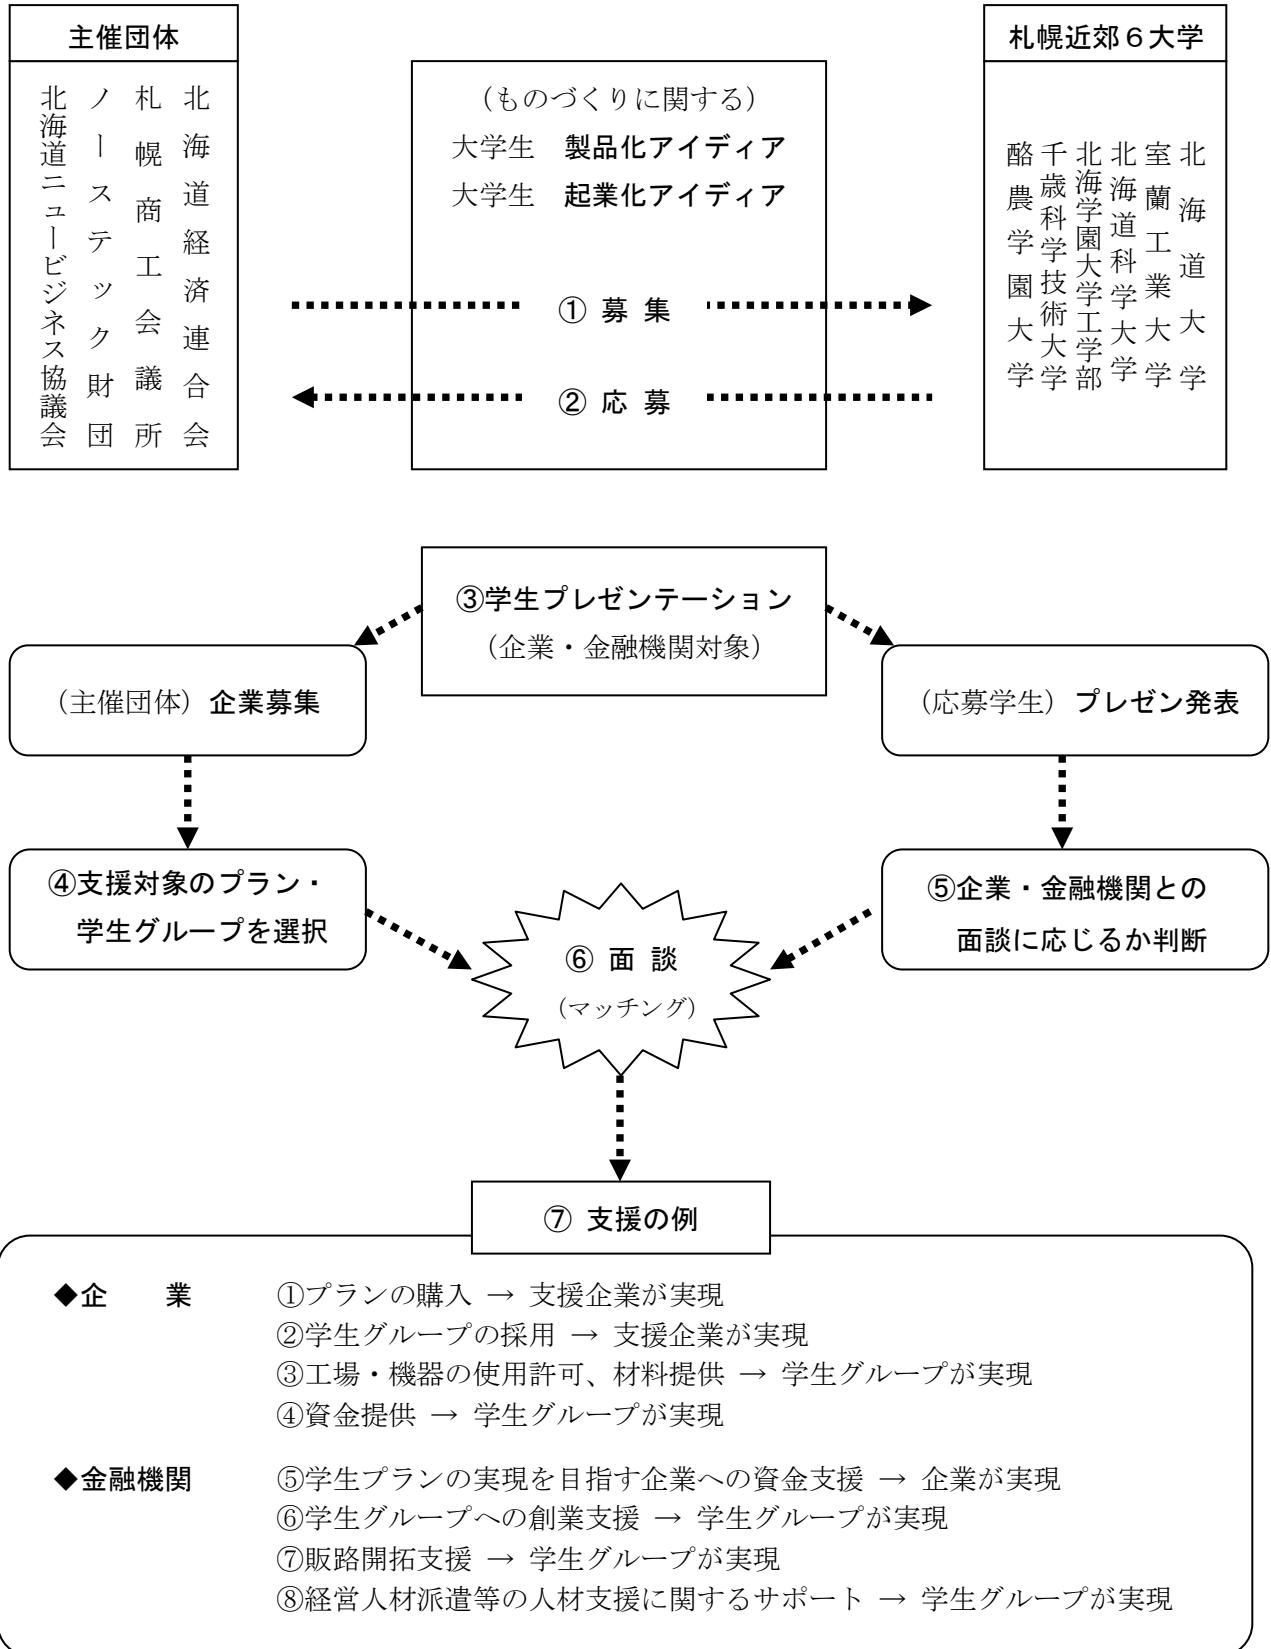 主催団体
北海道経済連合会
札幌商工会議所
ノーステック財団
北海道ニュービジネス協議会
（ものづくりに関する）
大学生　製品化アイディア
大学生　起業化アイディア
① 募 集
② 応 募
札幌近郊６大学
北海道大学
室蘭工業大学
北海道科学大学
北海学園大学工学部
千歳科学技術大学
酪農学園大学
③学生プレゼンテーション
（企業・金融機関対象）
（主催団体）企業募集
（応募学生）プレゼン発表
④支援対象のプラン・
学生グループを選択
⑤企業・金融機関との
面談に応じるか判断
⑥ 面 談
（マッチング）
⑦ 支援の例
◆企　　業　　①プランの購入 → 支援企業が実現
②学生グループの採用 → 支援企業が実現
③工場・機器の使用許可、材料提供 → 学生グループが実現
④資金提供 → 学生グループが実現
◆金融機関　　⑤学生プランの実現を目指す企業への資金支援 → 企業が実現
⑥学生グループへの創業支援 → 学生グループが実現
⑦販路開拓支援 → 学生グループが実現
⑧経営人材派遣等の人材支援に関するサポート → 学生グループが実現